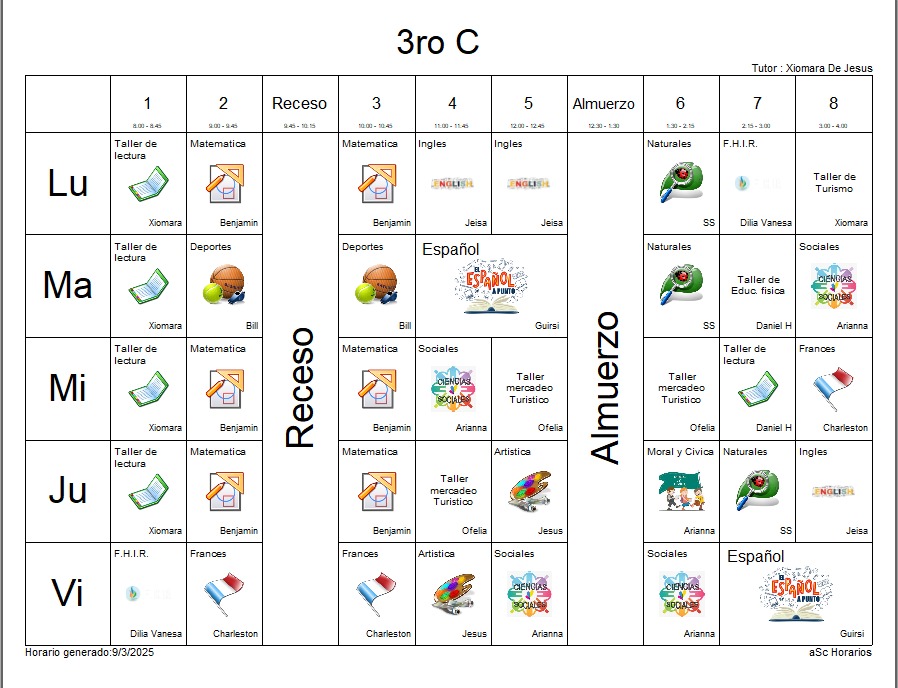 3ro C
Tutor : Xiomara De Jesus
1 2 Receso 3 4 5 Almuerzo 6 7 8
8:00 - 8:45 9:00 - 9:45 9:45 - 10:15 10:00 - 10:45 11:00 - 11:45 12:00 - 12:45 12:30 - 1:30 1:30 - 2:15 2:15 - 3:00 3:00 - 4:00
Lu
Taller de
lectura
Xiomara
Matematica
Benjamin
Matematica
Benjamin
Ingles
ENGLISH
Jeisa
Ingles
ENGLISH
Jeisa
Naturales
SS
F.H.I.R.
Dilia Vanesa
Taller de
Turismo
Xiomara
Ma
Taller de
lectura
Xiomara
Deportes
Bill
Deportes
Bill
Español
EL
ESPAÑOL
A PUNTO
Guirsi
Naturales
SS
Taller de
Educ. fisica
Daniel H
Sociales
CIENCIAS
SOCIALES
Arianna
Receso
Almuerzo
Mi
Taller de
lectura
Xiomara
Matematica
Benjamin
Matematica
Benjamin
Sociales
CIENCIAS
SOCIALES
Arianna
Taller
mercadeo
Turistico
Ofelia
Taller
mercadeo
Turistico
Ofelia
Taller de
lectura
Daniel H
Frances
Charleston
Ju
Taller de
lectura
Xiomara
Matematica
Benjamin
Matematica
Benjamin
Taller
mercadeo
Turistico
Ofelia
Artistica
Jesus
Moral y Civica
Arianna
Naturales
SS
Ingles
ENGLISH
Jeisa
Vi
F.H.I.R.
Dilia Vanesa
Frances
Charleston
Frances
Charleston
Artistica
Jesus
Sociales
CIENCIAS
SOCIALES
Arianna
Sociales
CIENCIAS
SOCIALES
Arianna
Español
EL
ESPAÑOL
A PUNTO
Guirsi
Horario generado:9/3/2025
aSc Horarios